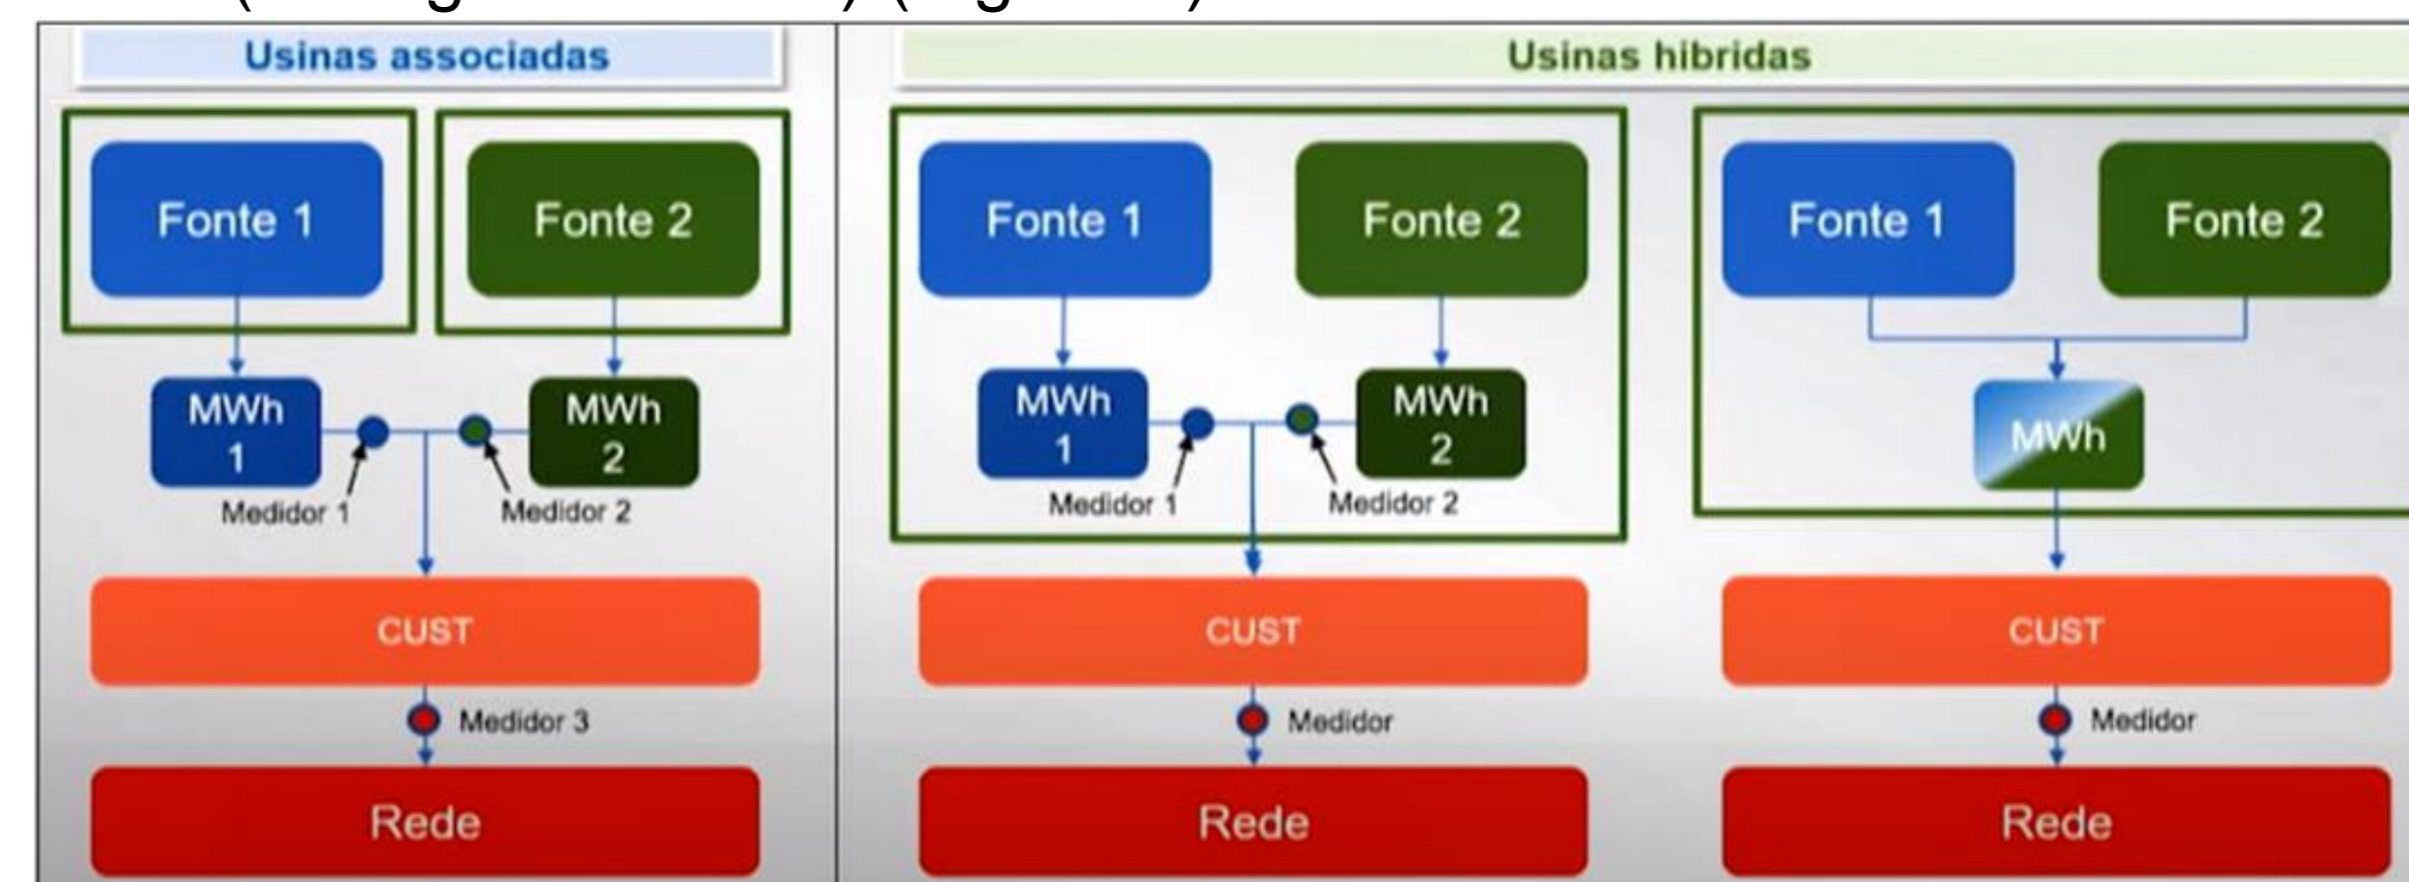 Usinas associadas
Usinas hibridas
Fonte 1
Fonte 2
MWh
1
MWh
2
Medidor 1
Medidor 2
CUST
Medidor 3
Rede
Fonte 1
Fonte 2
MWh
1
MWh
2
Medidor 1
Medidor 2
CUST
Medidor
Rede
Fonte 1
Fonte 2
MWh
CUST
Medidor
Rede